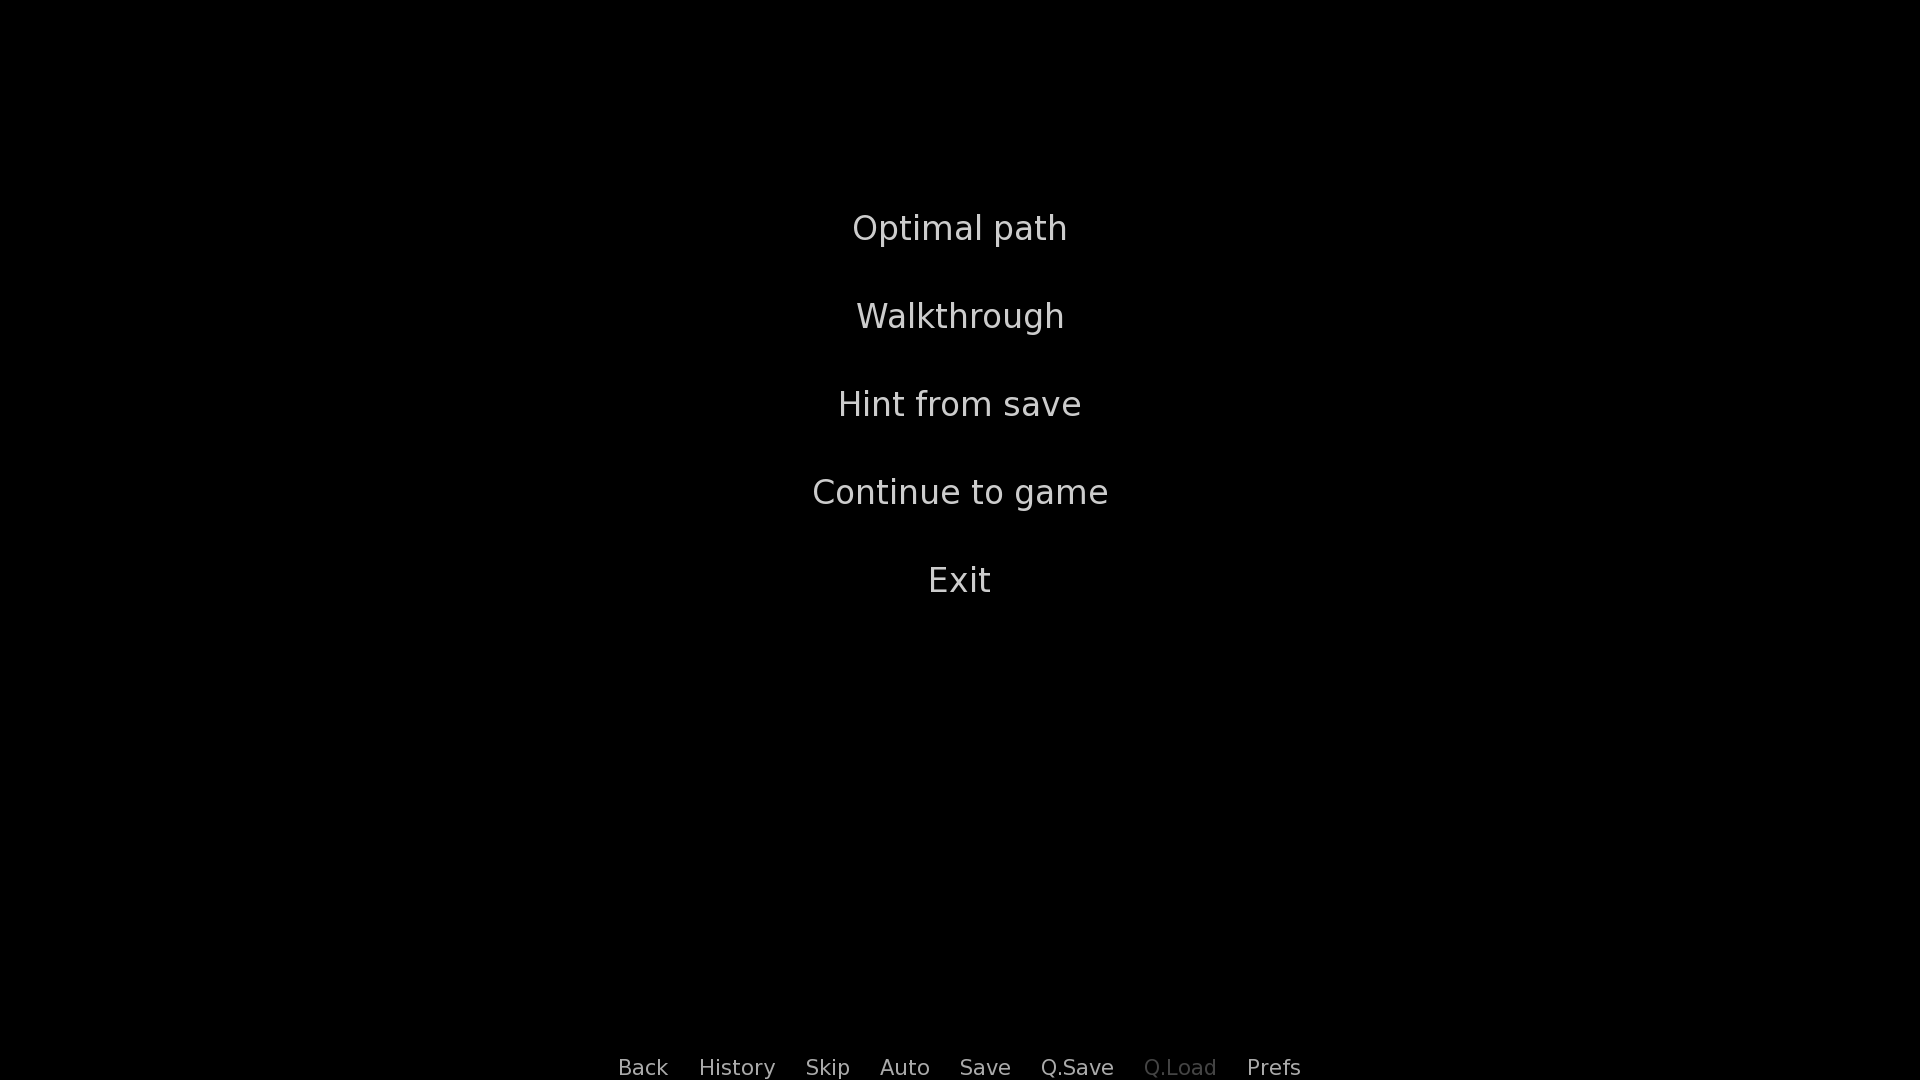 Optimal path
Walkthrough
Hint from save
Continue to game
Exit
Back History Skip Auto Save Q.Save Q.Load Prefs